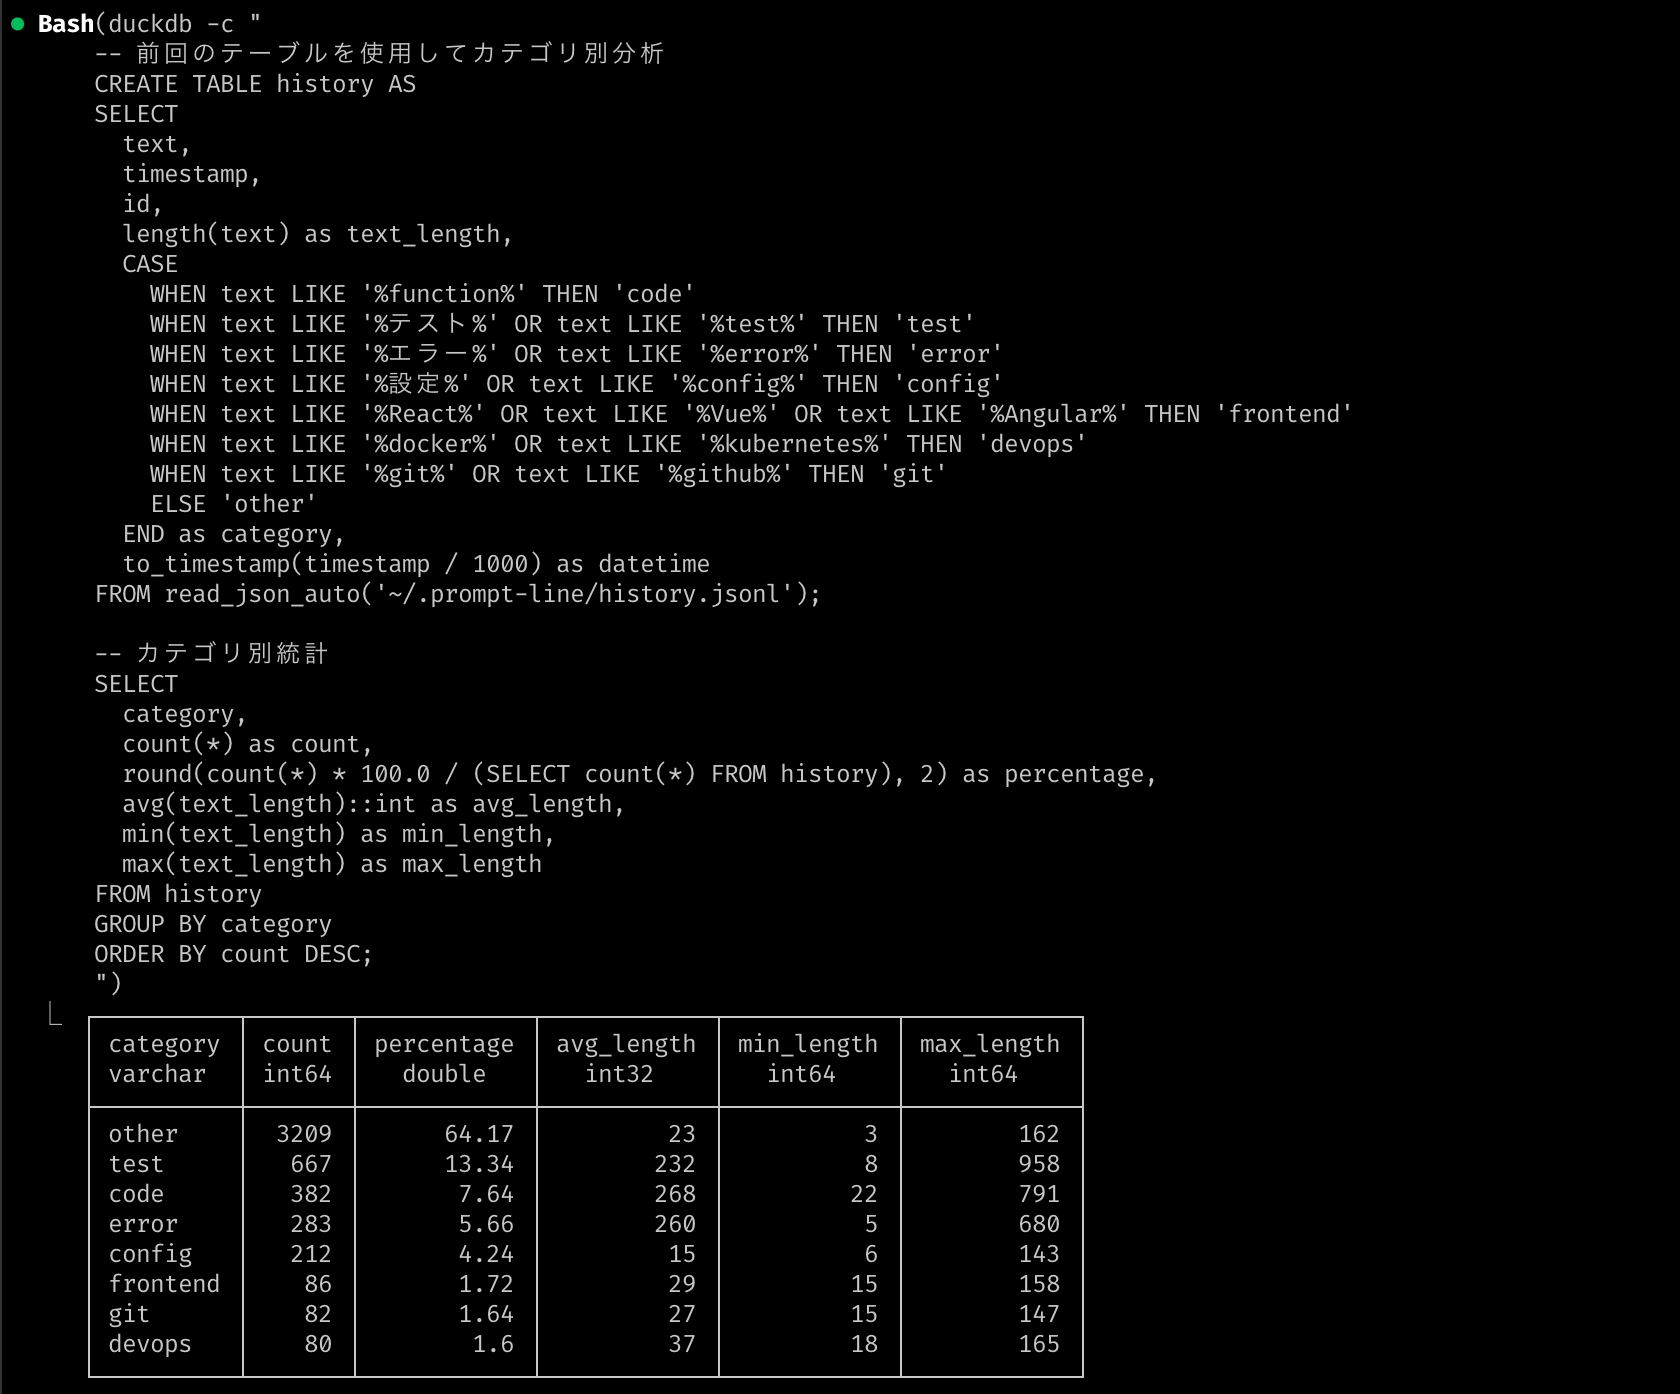 ● Bash(duckdb -c "
-- 前回のテーブルを使用してカテゴリ別分析
CREATE TABLE history AS
SELECT
  text,
  timestamp,
  id,
  length(text) as text_length,
  CASE
    WHEN text LIKE '%function%' THEN 'code'
    WHEN text LIKE '%テスト%' OR text LIKE '%test%' THEN 'test'
    WHEN text LIKE '%エラー%' OR text LIKE '%error%' THEN 'error'
    WHEN text LIKE '%設定%' OR text LIKE '%config%' THEN 'config'
    WHEN text LIKE '%React%' OR text LIKE '%Vue%' OR text LIKE '%Angular%' THEN 'frontend'
    WHEN text LIKE '%docker%' OR text LIKE '%kubernetes%' THEN 'devops'
    WHEN text LIKE '%git%' OR text LIKE '%github%' THEN 'git'
    ELSE 'other'
  END as category,
  to_timestamp(timestamp / 1000) as datetime
FROM read_json_auto('~/.prompt-line/history.jsonl');

-- カテゴリ別統計
SELECT
  category,
  count(*) as count,
  round(count(*) * 100.0 / (SELECT count(*) FROM history), 2) as percentage,
  avg(text_length)::int as avg_length,
  min(text_length) as min_length,
  max(text_length) as max_length
FROM history
GROUP BY category
ORDER BY count DESC;
")
category count percentage avg_length min_length max_length
varchar int64 double int32 int64 int64
other 3209 64.17 23 3 162
test 667 13.34 232 8 958
code 382 7.64 268 22 791
error 283 5.66 260 5 680
config 212 4.24 15 6 143
frontend 86 1.72 29 15 158
git 82 1.64 27 15 147
devops 80 1.6 37 18 165